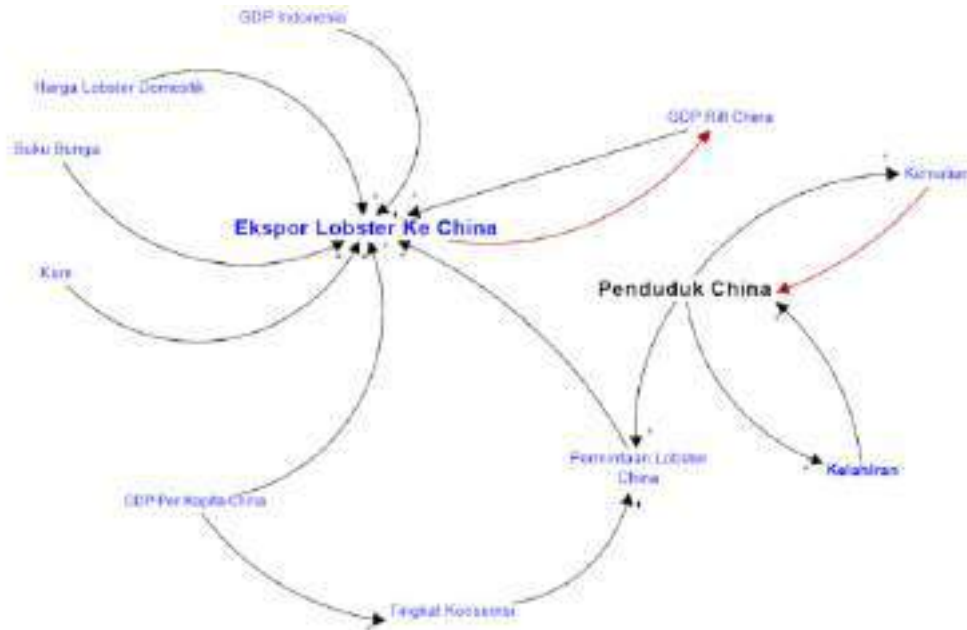 GDP Indonesia
Harga Lobster Domestik
GDP Riil China
Suku Bunga
Kematian
Ekspor Lobster Ke China
Kurs
Penduduk China
Permintaan Lobster
China
Kelahiran
GDP Per Kapita China
Tingkat Konsumsi